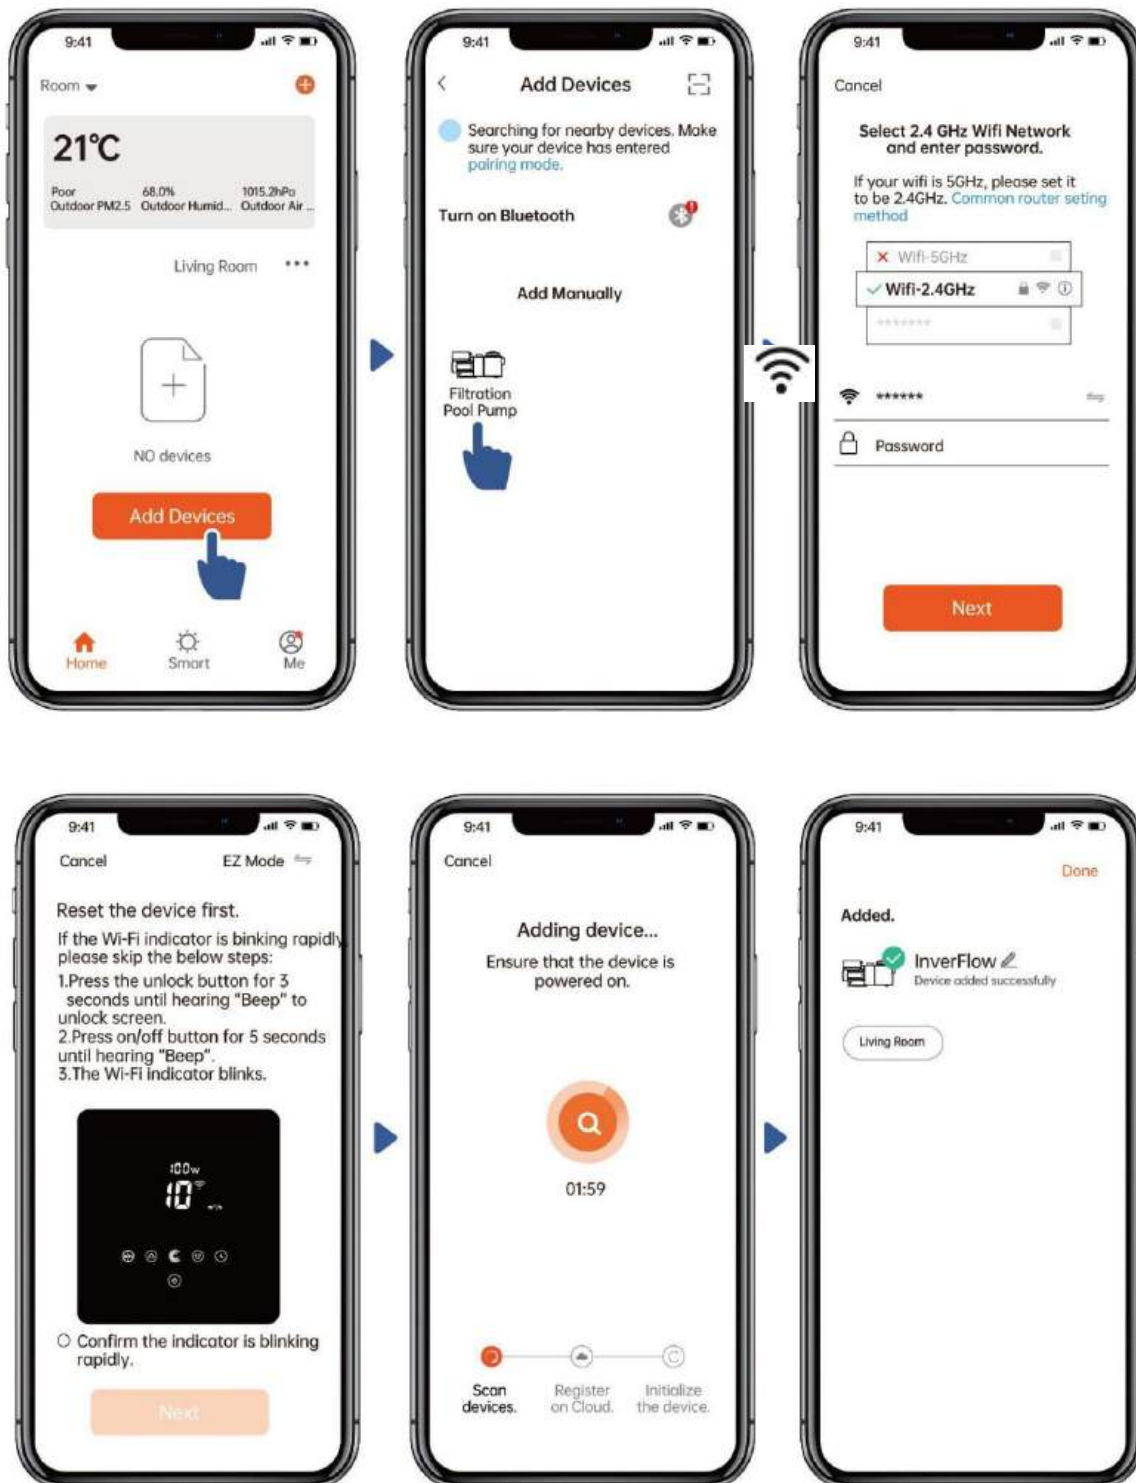 9:41
Room
21°C
Poor 68.0% 1015.2hPa
Outdoor PM2.5 Outdoor Humid... Outdoor Air ...
Living Room
NO devices
Add Devices
Home Smart Me
9:41
Add Devices
Searching for nearby devices. Make
sure your device has entered
pairing mode.
Turn on Bluetooth
Add Manually
Filtration
Pool Pump
9:41
Cancel
Select 2.4 GHz Wifi Network
and enter password.
If your wifi is 5GHz, please set it
to be 2.4GHz. Common router seting
method
Wifi-5GHz
Wifi-2.4GHz
*******
******
Password
Next
9:41
Cancel EZ Mode
Reset the device first.
If the Wi-Fi indicator is binking rapidly
please skip the below steps:
1.Press the unlock button for 3
seconds until hearing "Beep" to
unlock screen.
2.Press on/off button for 5 seconds
until hearing "Beep".
3.The Wi-Fi indicator blinks.
100w
10
Confirm the indicator is blinking
rapidly.
Next
9:41
Cancel
Adding device...
Ensure that the device is
powered on.
01:59
Scan Register Initialize
devices. on Cloud. the device.
9:41
Done
Added.
InverFlow
Device added successfully
Living Room